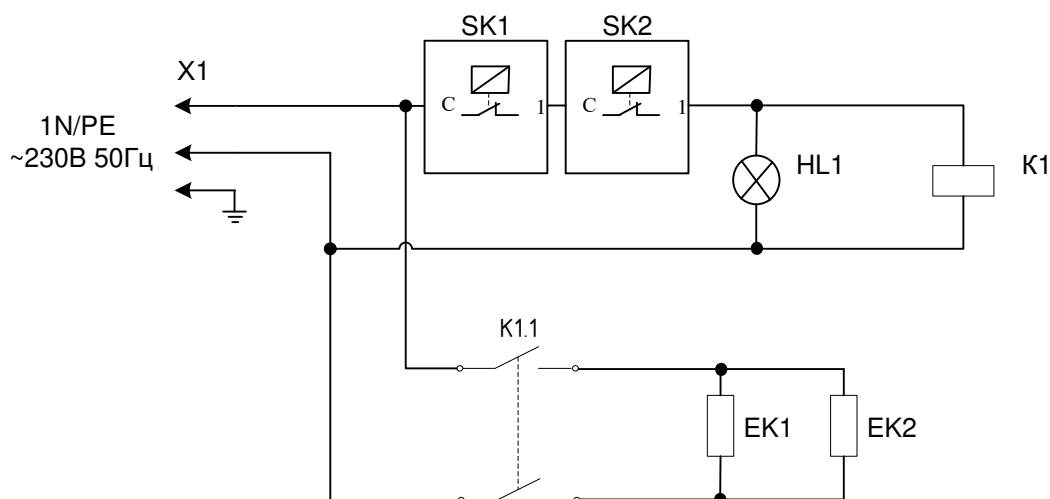 SK1
SK2
X1
C
1
C
1
1N/PE
~230В 50Гц
HL1
K1
K1.1
EK1
EK2